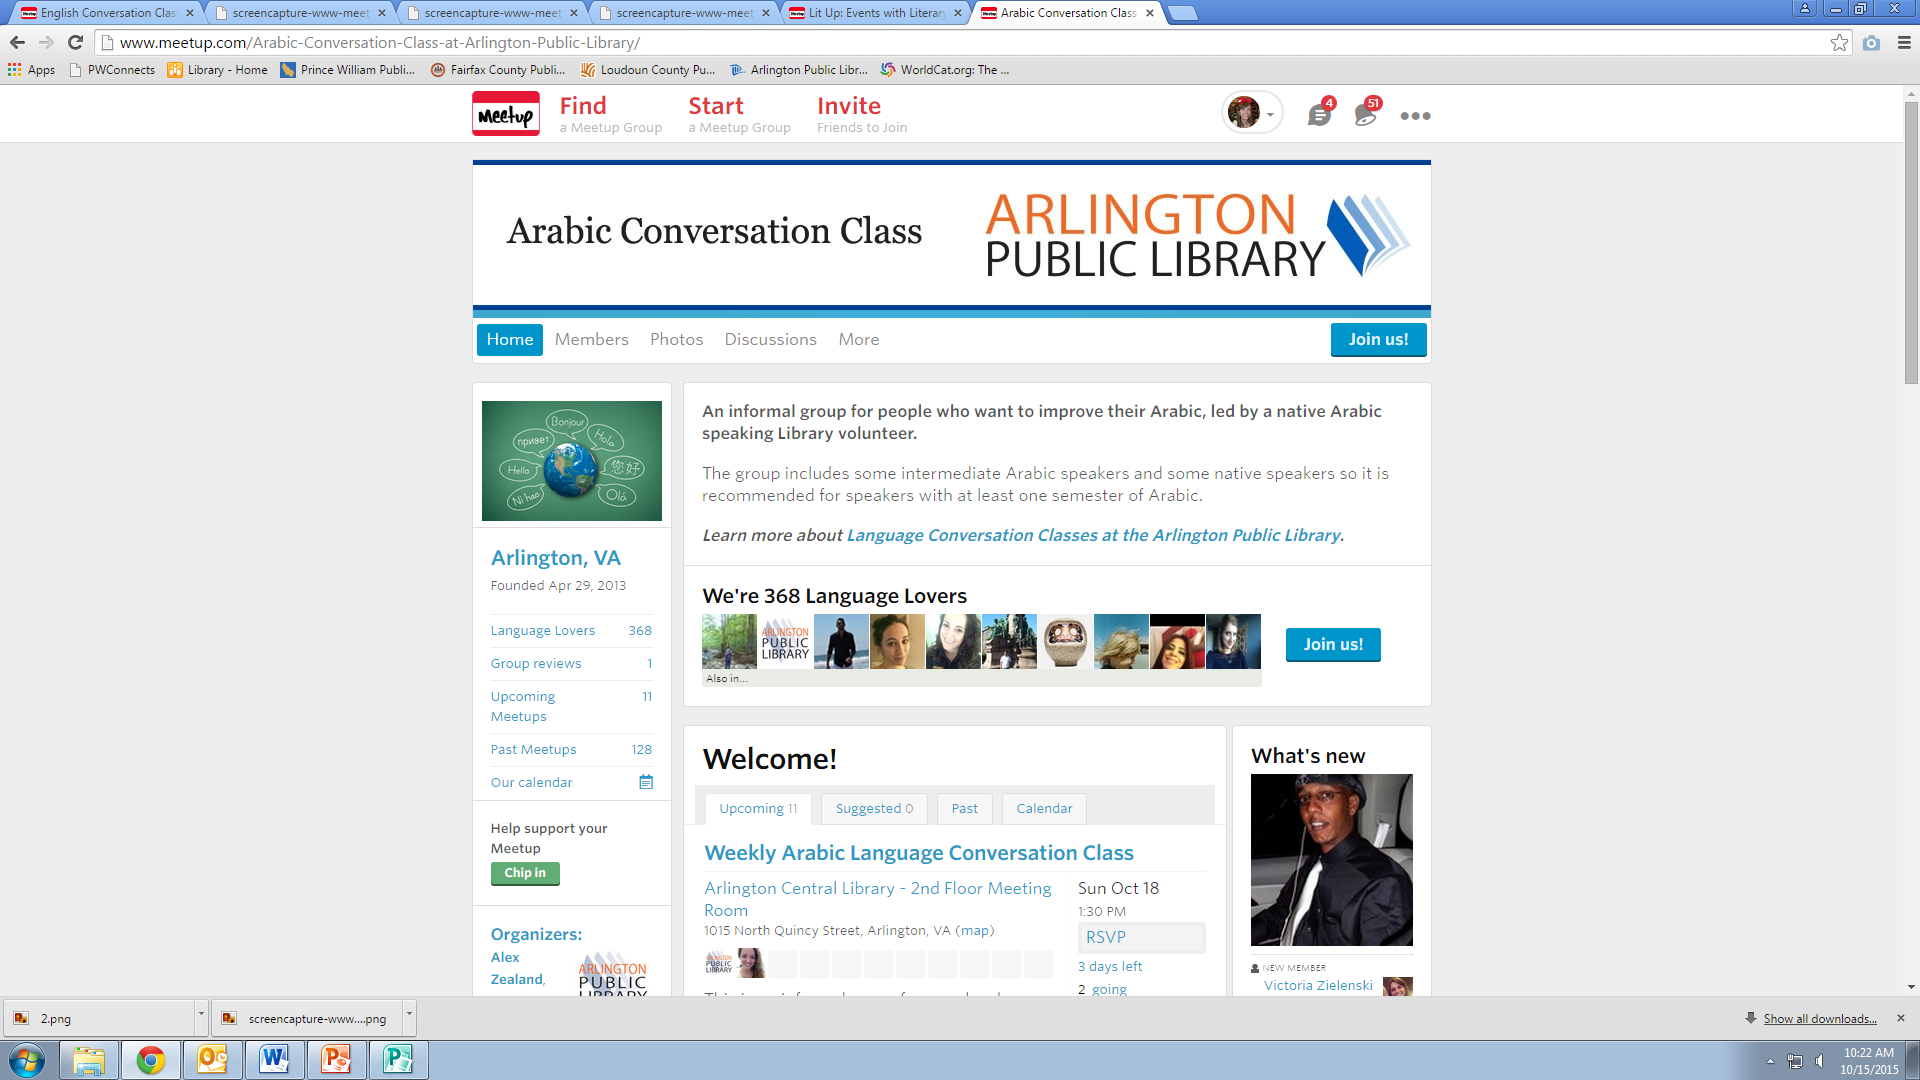 English Conversation Clas
screencapture-www-meet
screencapture-www-meet
screencapture-www-meet
Lit Up: Events with Literar
Arabic Conversation Class
www.meetup.com/Arabic-Conversation-Class-at-Arlington-Public-Library/
Apps
PWConnects
Library - Home
Prince William Publi...
Fairfax County Publi...
Loudoun County Pu...
Arlington Public Libr...
WorldCat.org: The ...
Meetup
Find
a Meetup Group
Start
a Meetup Group
Invite
Friends to Join
4
51
Arabic Conversation Class
ARLINGTON
PUBLIC LIBRARY
Home
Members
Photos
Discussions
More
Join us!
Bonjour
привет
Hola
Hello
您好
Ni hao
Olá
Arlington, VA
Founded Apr 29, 2013
Language Lovers 368
Group reviews 1
Upcoming 11
Meetups
Past Meetups 128
Our calendar
Help support your
Meetup
Chip in
Organizers:
Alex
Zealand,
ARLINGTON
PUBLIC
An informal group for people who want to improve their Arabic, led by a native Arabic
speaking Library volunteer.
The group includes some intermediate Arabic speakers and some native speakers so it is
recommended for speakers with at least one semester of Arabic.
Learn more about Language Conversation Classes at the Arlington Public Library.
We're 368 Language Lovers
ARLINGTON
PUBLIC
LIBRARY
Also in...
Join us!
Welcome!
Upcoming 11
Suggested 0
Past
Calendar
Weekly Arabic Language Conversation Class
Arlington Central Library - 2nd Floor Meeting
Room
1015 North Quincy Street, Arlington, VA (map)
ARLINGTON
PUBLIC
LIBRARY
Sun Oct 18
1:30 PM
RSVP
3 days left
2 going
What's new
NEW MEMBER
Victoria Zielenski
2.png
screencapture-www....png
Show all downloads...
10:22 AM
10/15/2015